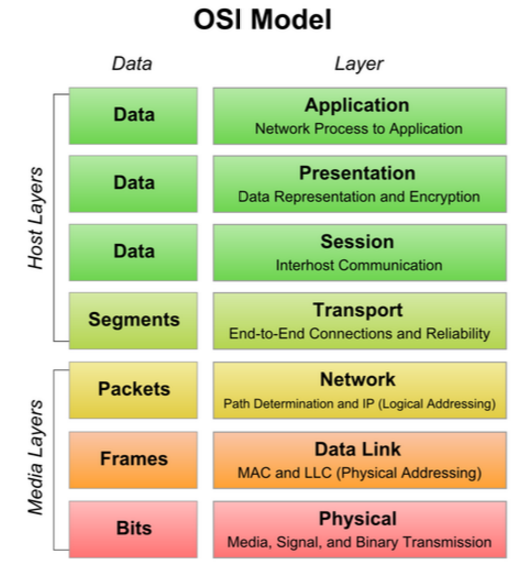 OSI Model
Data
Layer
Host Layers
Data
Application
Network Process to Application
Data
Presentation
Data Representation and Encryption
Data
Session
Interhost Communication
Segments
Transport
End-to-End Connections and Reliability
Media Layers
Packets
Network
Path Determination and IP (Logical Addressing)
Frames
Data Link
MAC and LLC (Physical Addressing)
Bits
Physical
Media, Signal, and Binary Transmission